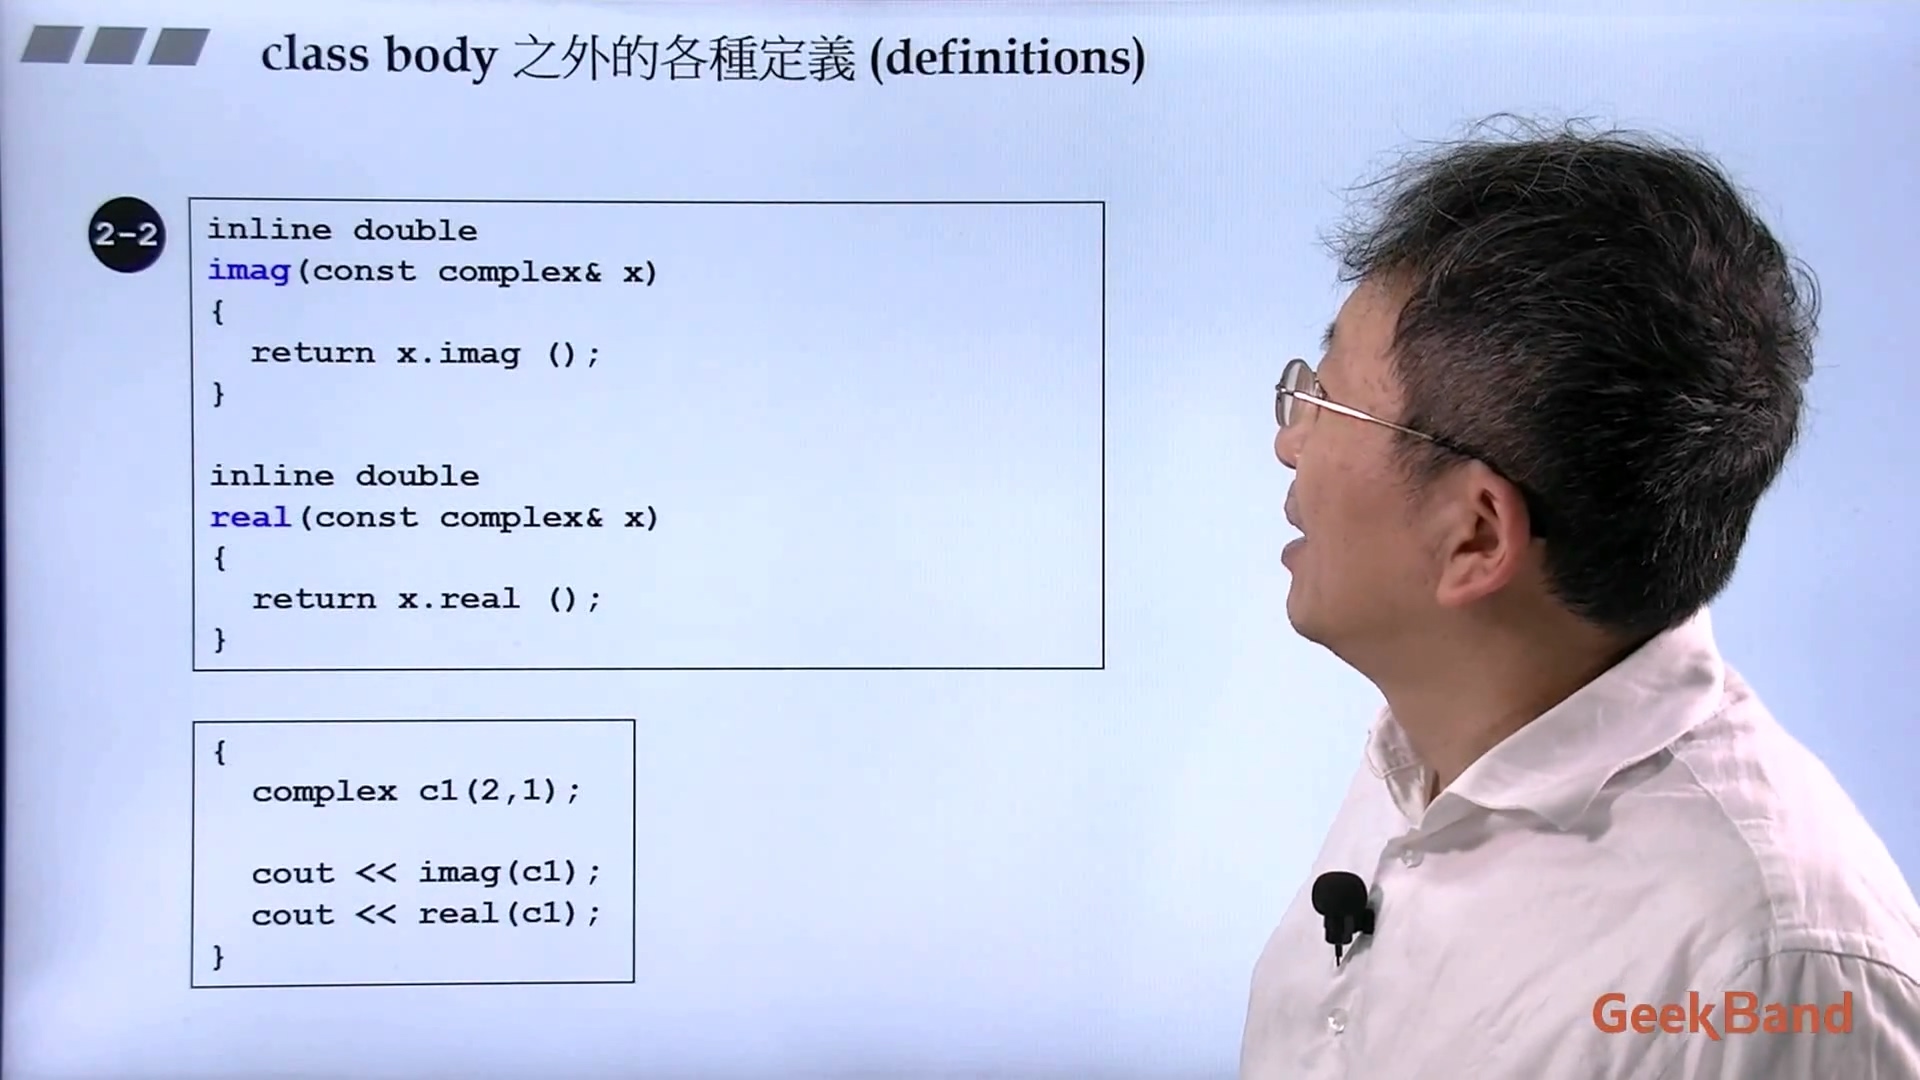 class body 之外的各種定義 (definitions)
2-2
inline double
imag(const complex& x)
{
  return x.imag ();
}
inline double
real(const complex& x)
{
  return x.real ();
}
{
  complex c1(2,1);
  cout << imag(c1);
  cout << real(c1);
}
GeekBand